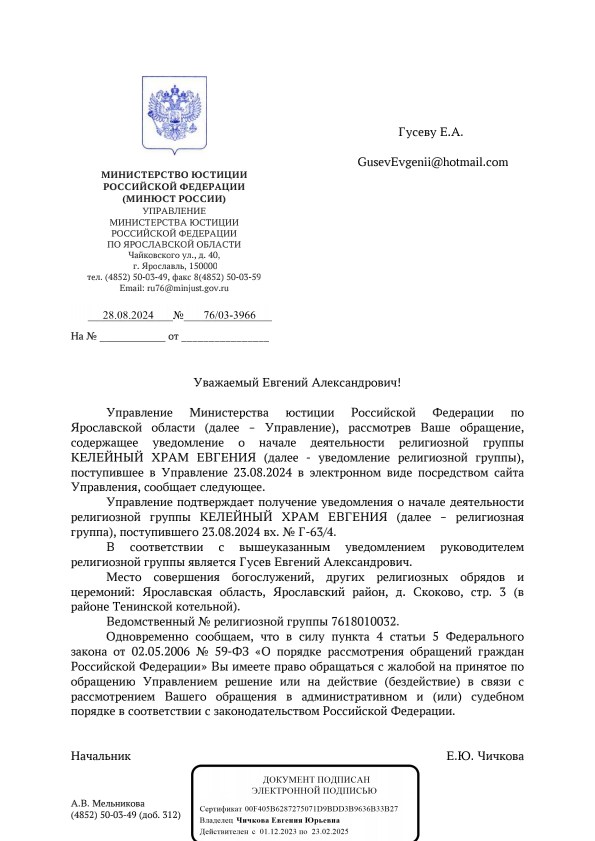 Гусеву Е.А.
GusevEvgenii@hotmail.com
МИНИСТЕРСТВО ЮСТИЦИИ
РОССИЙСКОЙ ФЕДЕРАЦИИ
(МИНЮСТ РОССИИ)
УПРАВЛЕНИЕ
МИНИСТЕРСТВА ЮСТИЦИИ
РОССИЙСКОЙ ФЕДЕРАЦИИ
ПО ЯРОСЛАВСКОЙ ОБЛАСТИ
Чайковского ул., д. 40,
г. Ярославль, 150000
тел. (4852) 50-03-49, факс 8(4852) 50-03-59
Email: ru76@minjust.gov.ru
28.08.2024 № 76/03-3966
На № ____________ от ________________
Уважаемый Евгений Александрович!
Управление Министерства юстиции Российской Федерации по
Ярославской области (далее – Управление), рассмотрев Ваше обращение,
содержащее уведомление о начале деятельности религиозной группы
КЕЛЕЙНЫЙ ХРАМ ЕВГЕНИЯ (далее - уведомление религиозной группы),
поступившее в Управление 23.08.2024 в электронном виде посредством сайта
Управления, сообщает следующее.
Управление подтверждает получение уведомления о начале деятельности
религиозной группы КЕЛЕЙНЫЙ ХРАМ ЕВГЕНИЯ (далее – религиозная
группа), поступившего 23.08.2024 вх. № Г-63/4.
В соответствии с вышеуказанным уведомлением руководителем
религиозной группы является Гусев Евгений Александрович.
Место совершения богослужений, других религиозных обрядов и
церемоний: Ярославская область, Ярославский район, д. Скоково, стр. 3 (в
районе Тенинской котельной).
Ведомственный № религиозной группы 7618010032.
Одновременно сообщаем, что в силу пункта 4 статьи 5 Федерального
закона от 02.05.2006 № 59-ФЗ «О порядке рассмотрения обращений граждан
Российской Федерации» Вы имеете право обращаться с жалобой на принятое по
обращению Управлением решение или на действие (бездействие) в связи с
рассмотрением Вашего обращения в административном и (или) судебном
порядке в соответствии с законодательством Российской Федерации.
Начальник Е.Ю. Чичкова
ДОКУМЕНТ ПОДПИСАН
ЭЛЕКТРОННОЙ ПОДПИСЬЮ
Сертификат 00F405B6287275071D9BDD3B9636B33B27
Владелец Чичкова Евгения Юрьевна
Действителен с 01.12.2023 по 23.02.2025
А.В. Мельникова
(4852) 50-03-49 (доб. 312)